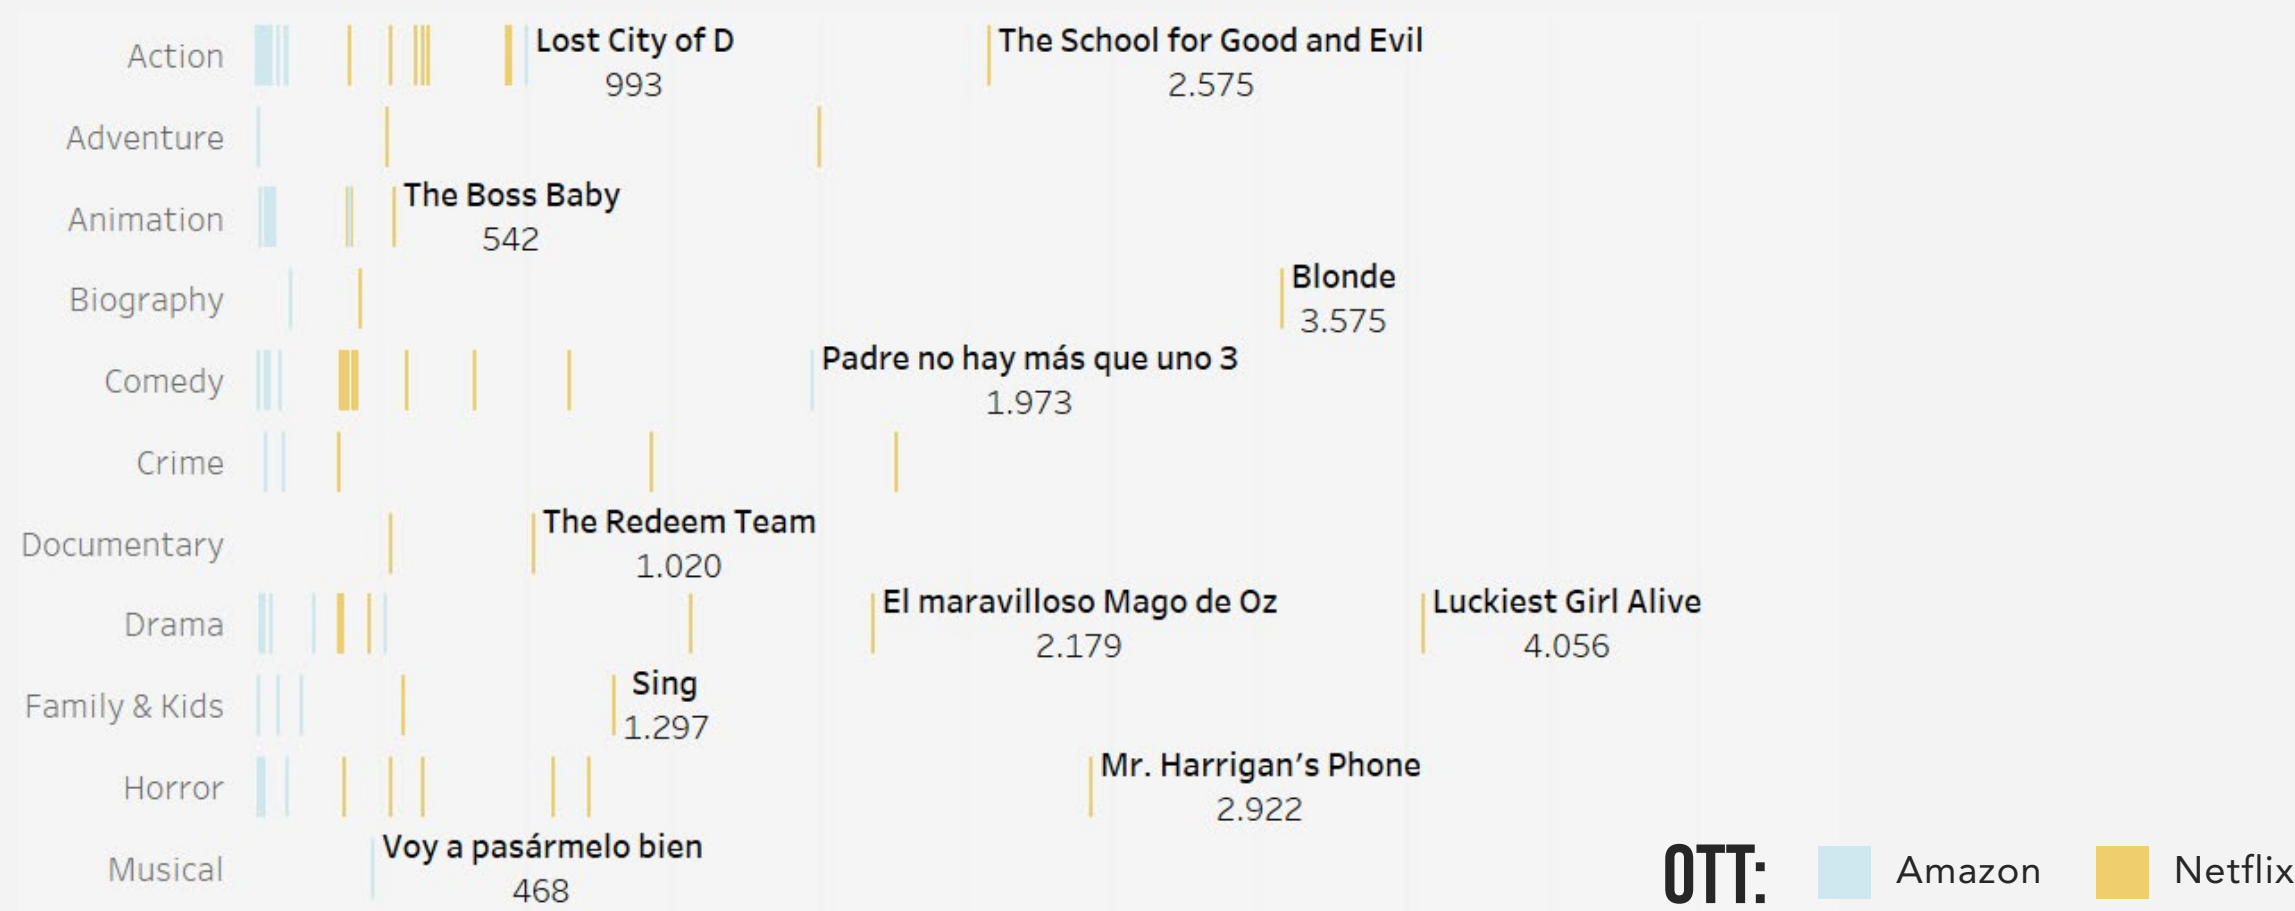 Action
Lost City of D
993
The School for Good and Evil
2.575
Adventure
Animation
The Boss Baby
542
Biography
Blonde
3.575
Comedy
Padre no hay más que uno 3
1.973
Crime
Documentary
The Redeem Team
1.020
Drama
El maravilloso Mago de Oz
2.179
Luckiest Girl Alive
4.056
Family & Kids
Sing
1.297
Horror
Mr. Harrigan’s Phone
2.922
Musical
Voy a pasármelo bien
468
OTT: Amazon Netflix